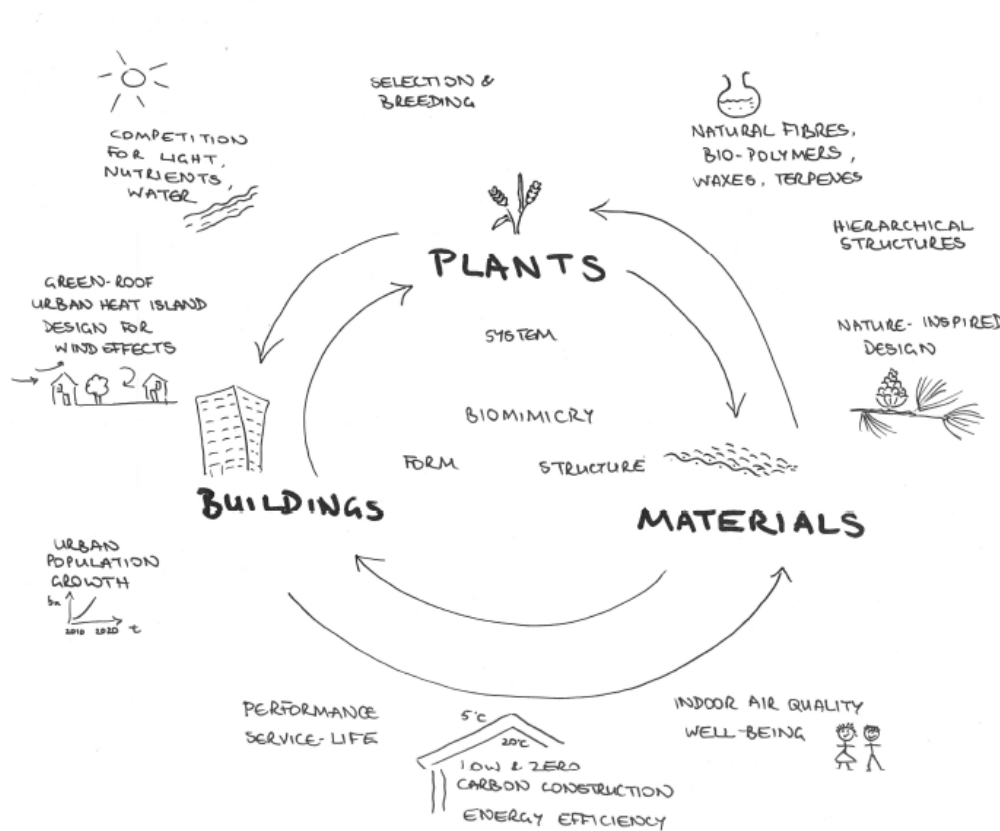 SELECTION &
BREEDING
COMPETITION
FOR LIGHT,
NUTRIENTS,
WATER
NATURAL FIBRES,
BIO-POLYMERS,
WAXES, TERPENES
HIERARCHICAL
STRUCTURES
PLANTS
GREEN-ROOF
URBAN HEAT ISLAND
DESIGN FOR
WIND EFFECTS
NATURE-INSPIRED
DESIGN
SYSTEM
BIOMIMICRY
FORM
STRUCTURE
BUILDINGS
MATERIALS
URBAN
POPULATION
GROWTH
bn
2010 2020 t
PERFORMANCE
SERVICE-LIFE
5°C
20°C
LOW & ZERO
CARBON CONSTRUCTION
ENERGY EFFICIENCY
INDOOR AIR QUALITY
WELL-BEING